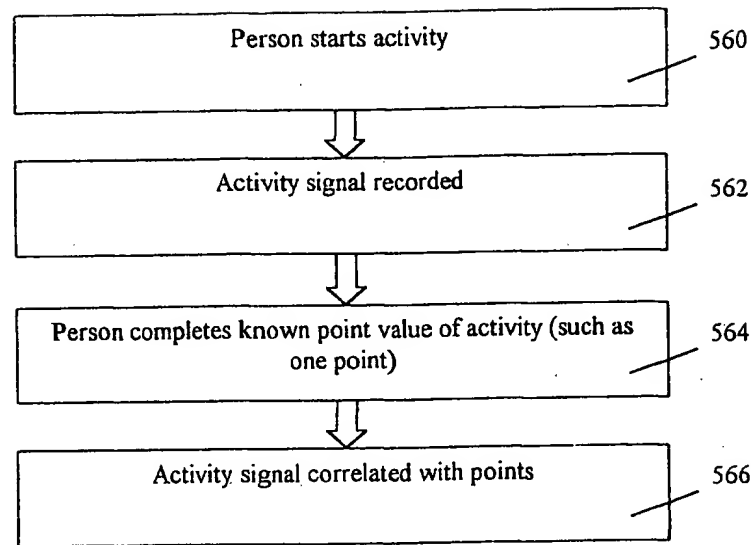 Person starts activity
560
Activity signal recorded
562
Person completes known point value of activity (such as
one point)
564
Activity signal correlated with points
566